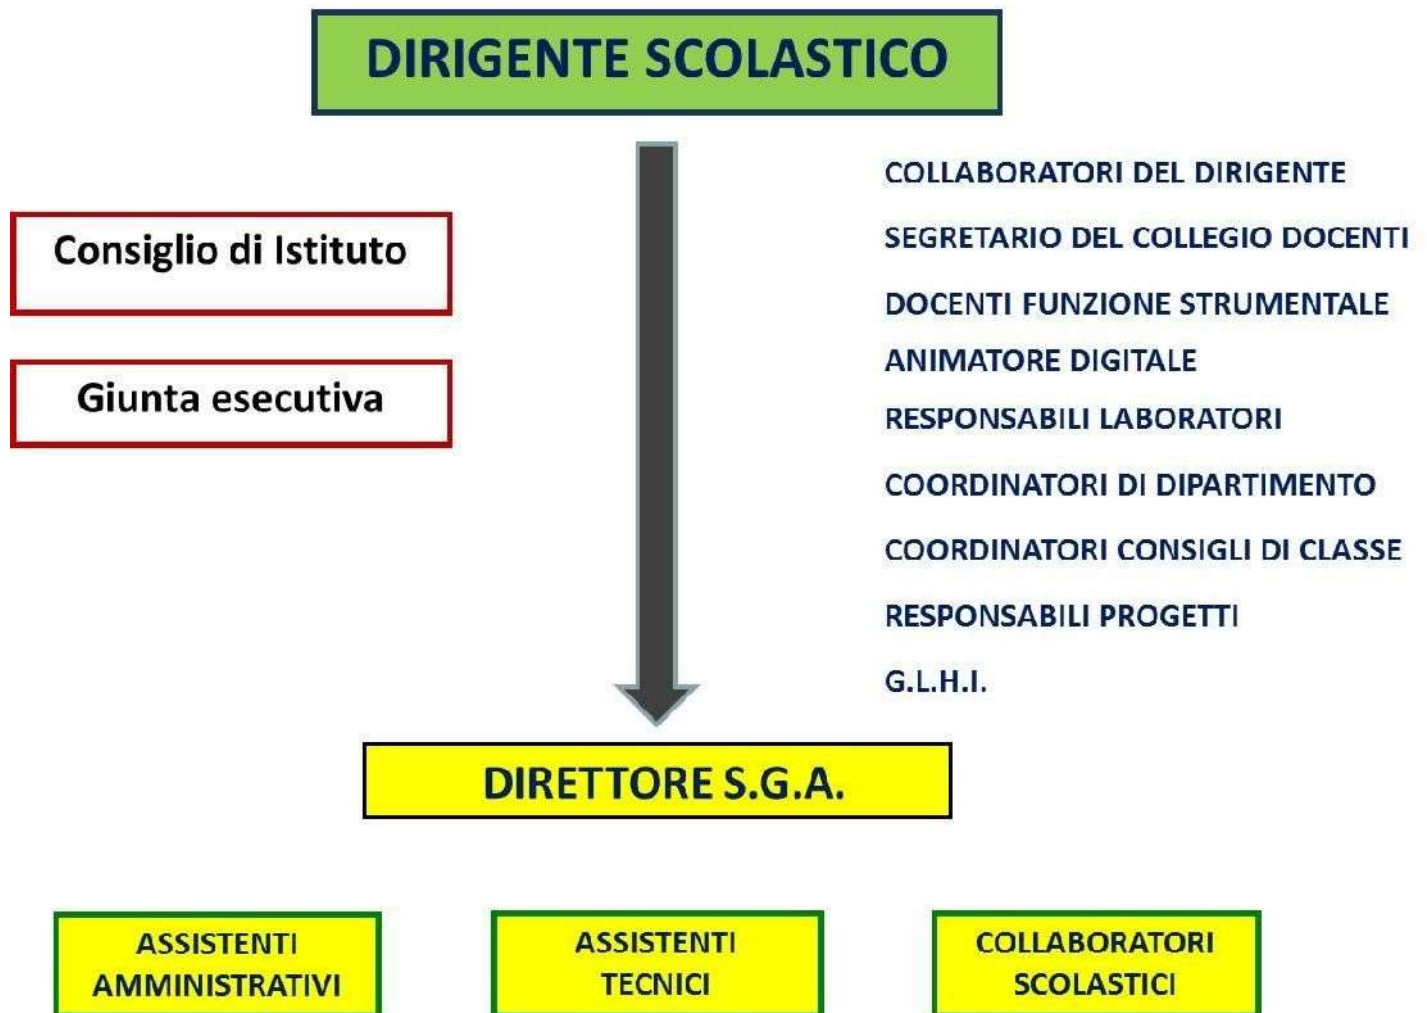 DIRIGENTE SCOLASTICO
Consiglio di Istituto
Giunta esecutiva
COLLABORATORI DEL DIRIGENTE
SEGRETARIO DEL COLLEGIO DOCENTI
DOCENTI FUNZIONE STRUMENTALE
ANIMATORE DIGITALE
RESPONSABILI LABORATORI
COORDINATORI DI DIPARTIMENTO
COORDINATORI CONSIGLI DI CLASSE
RESPONSABILI PROGETTI
G.L.H.I.
DIRETTORE S.G.A.
ASSISTENTI
AMMINISTRATIVI
ASSISTENTI
TECNICI
COLLABORATORI
SCOLASTICI